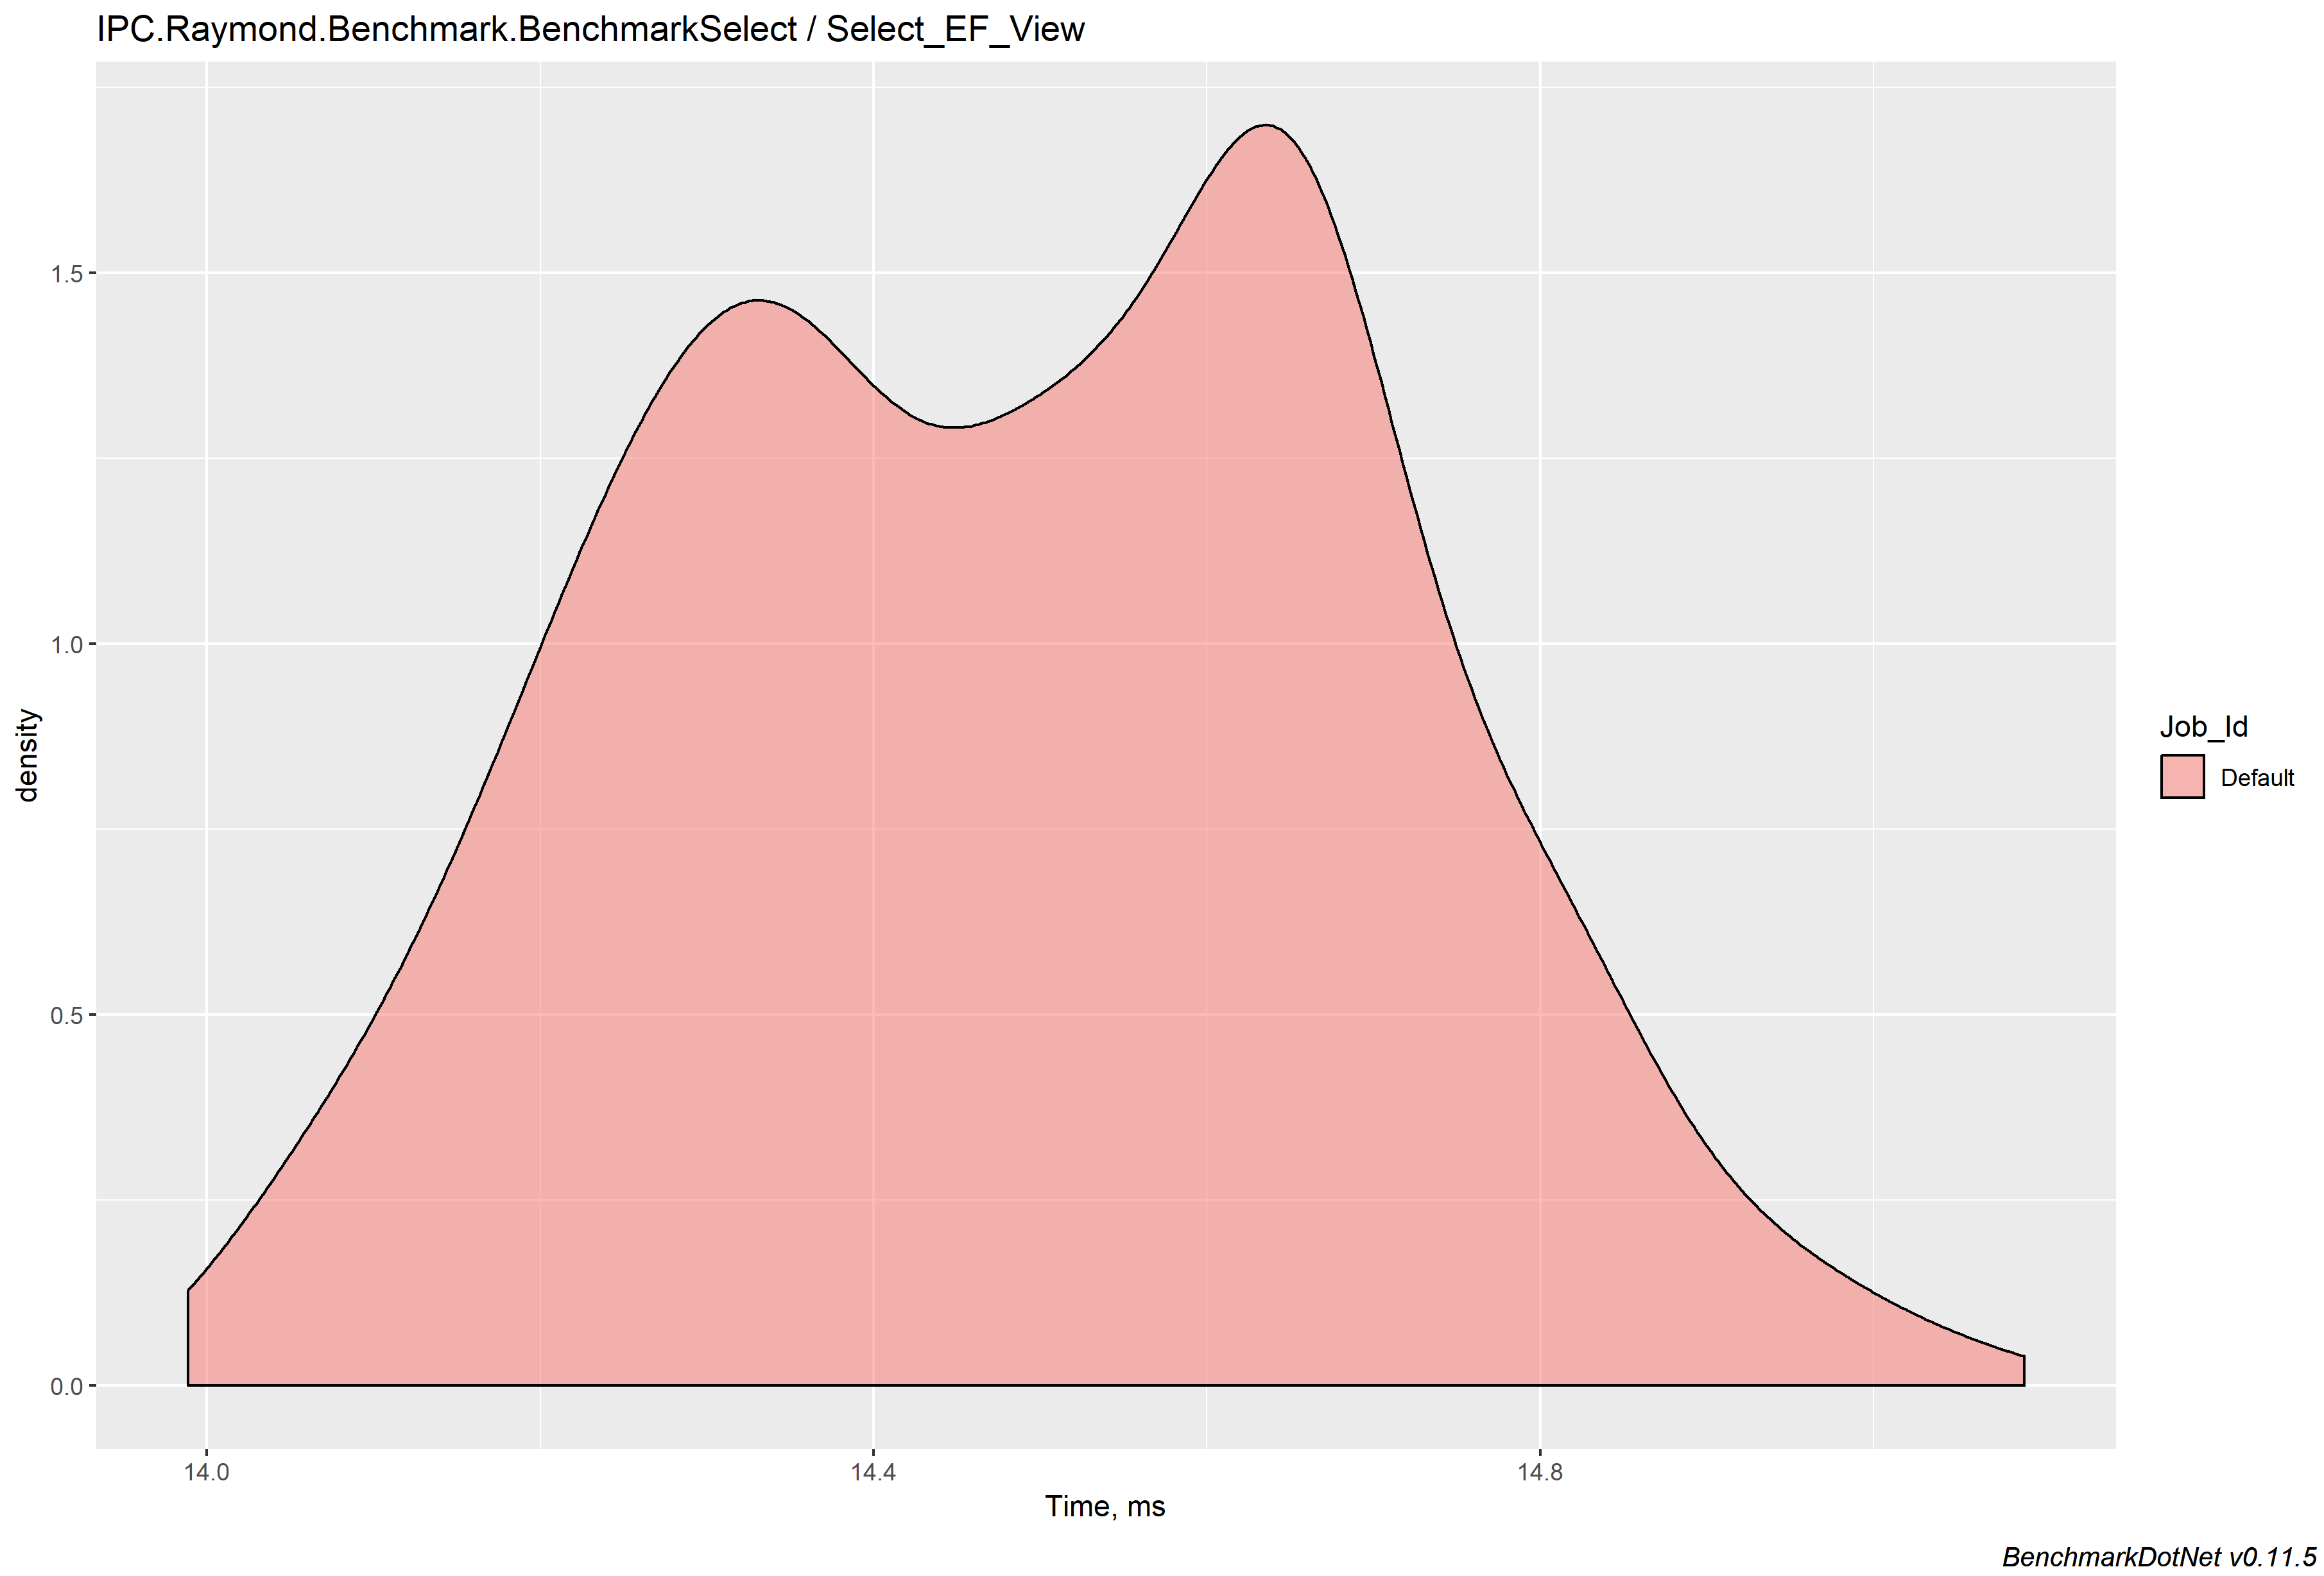 IPC.Raymond.Benchmark.BenchmarkSelect / Select_EF_View
density
1.5
1.0
0.5
0.0
14.0
14.4
14.8
Time, ms
Job_Id
Default
BenchmarkDotNet v0.11.5